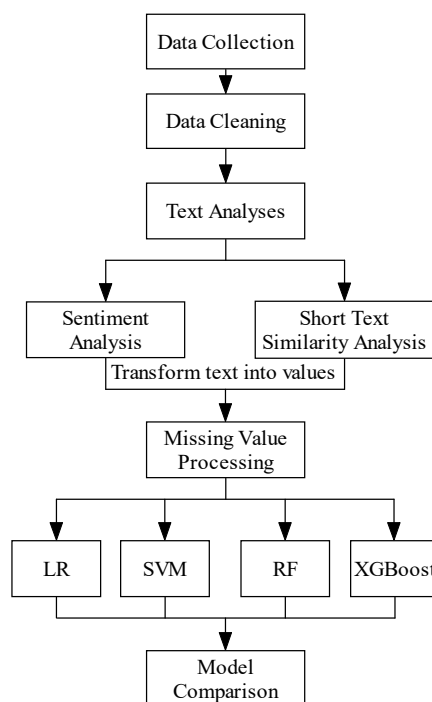 Data Collection
Data Cleaning
Text Analyses
Sentiment
Analysis
Short Text
Similarity Analysis
Transform text into values
Missing Value
Processing
LR
SVM
RF
XGBoost
Model
Comparison